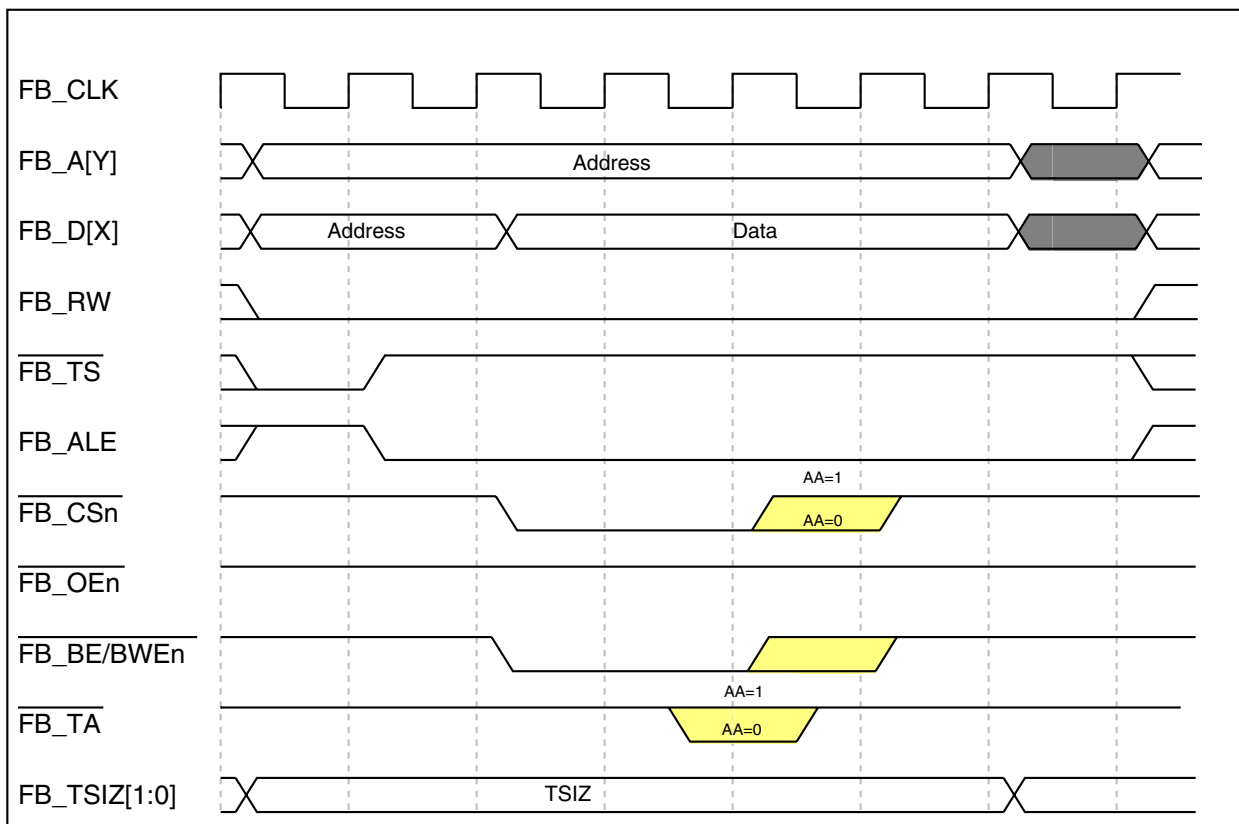 FB_CLK
FB_A[Y]
Address
FB_D[X]
Address
Data
FB_RW
FB_TS
FB_ALE
AA=1
FB_CSn
AA=0
FB_OEn
FB_BE/BWEn
AA=1
FB_TA
AA=0
FB_TSIZ[1:0]
TSIZ